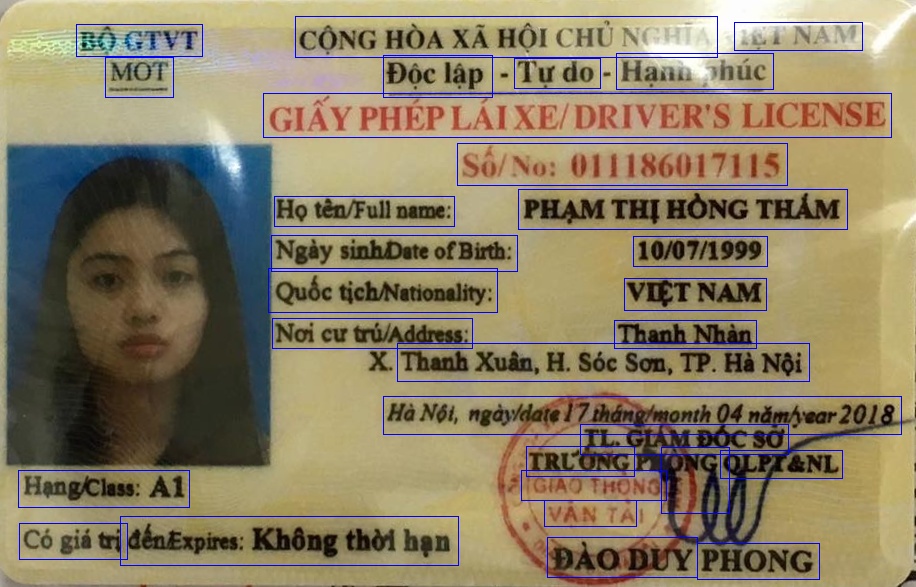 BỘ GTVT
MOT
CỘNG HÒA XÃ HỘI CHỦ NGHĨA VIỆT NAM
Độc lập - Tự do - Hạnh phúc
GIẤY PHÉP LÁI XE/ DRIVER'S LICENSE
Số/No: 011186017115
Họ tên/Full name: PHẠM THỊ HỒNG THẮM
Ngày sinh/Date of Birth: 10/07/1999
Quốc tịch/Nationality: VIỆT NAM
Nơi cư trú/Address: Thanh Nhàn
X. Thanh Xuân, H. Sóc Sơn, TP. Hà Nội
Hà Nội, ngày/date 17 tháng/month 04 năm/year 2018
TL. GIÁM ĐỐC SỞ
TRƯỞNG PHÒNG QLPT&NL
GIAO THÔNG
VẬN TẢI
Hạng/Class: A1
Có giá trị đến/Expires: Không thời hạn
ĐÀO DUY PHONG